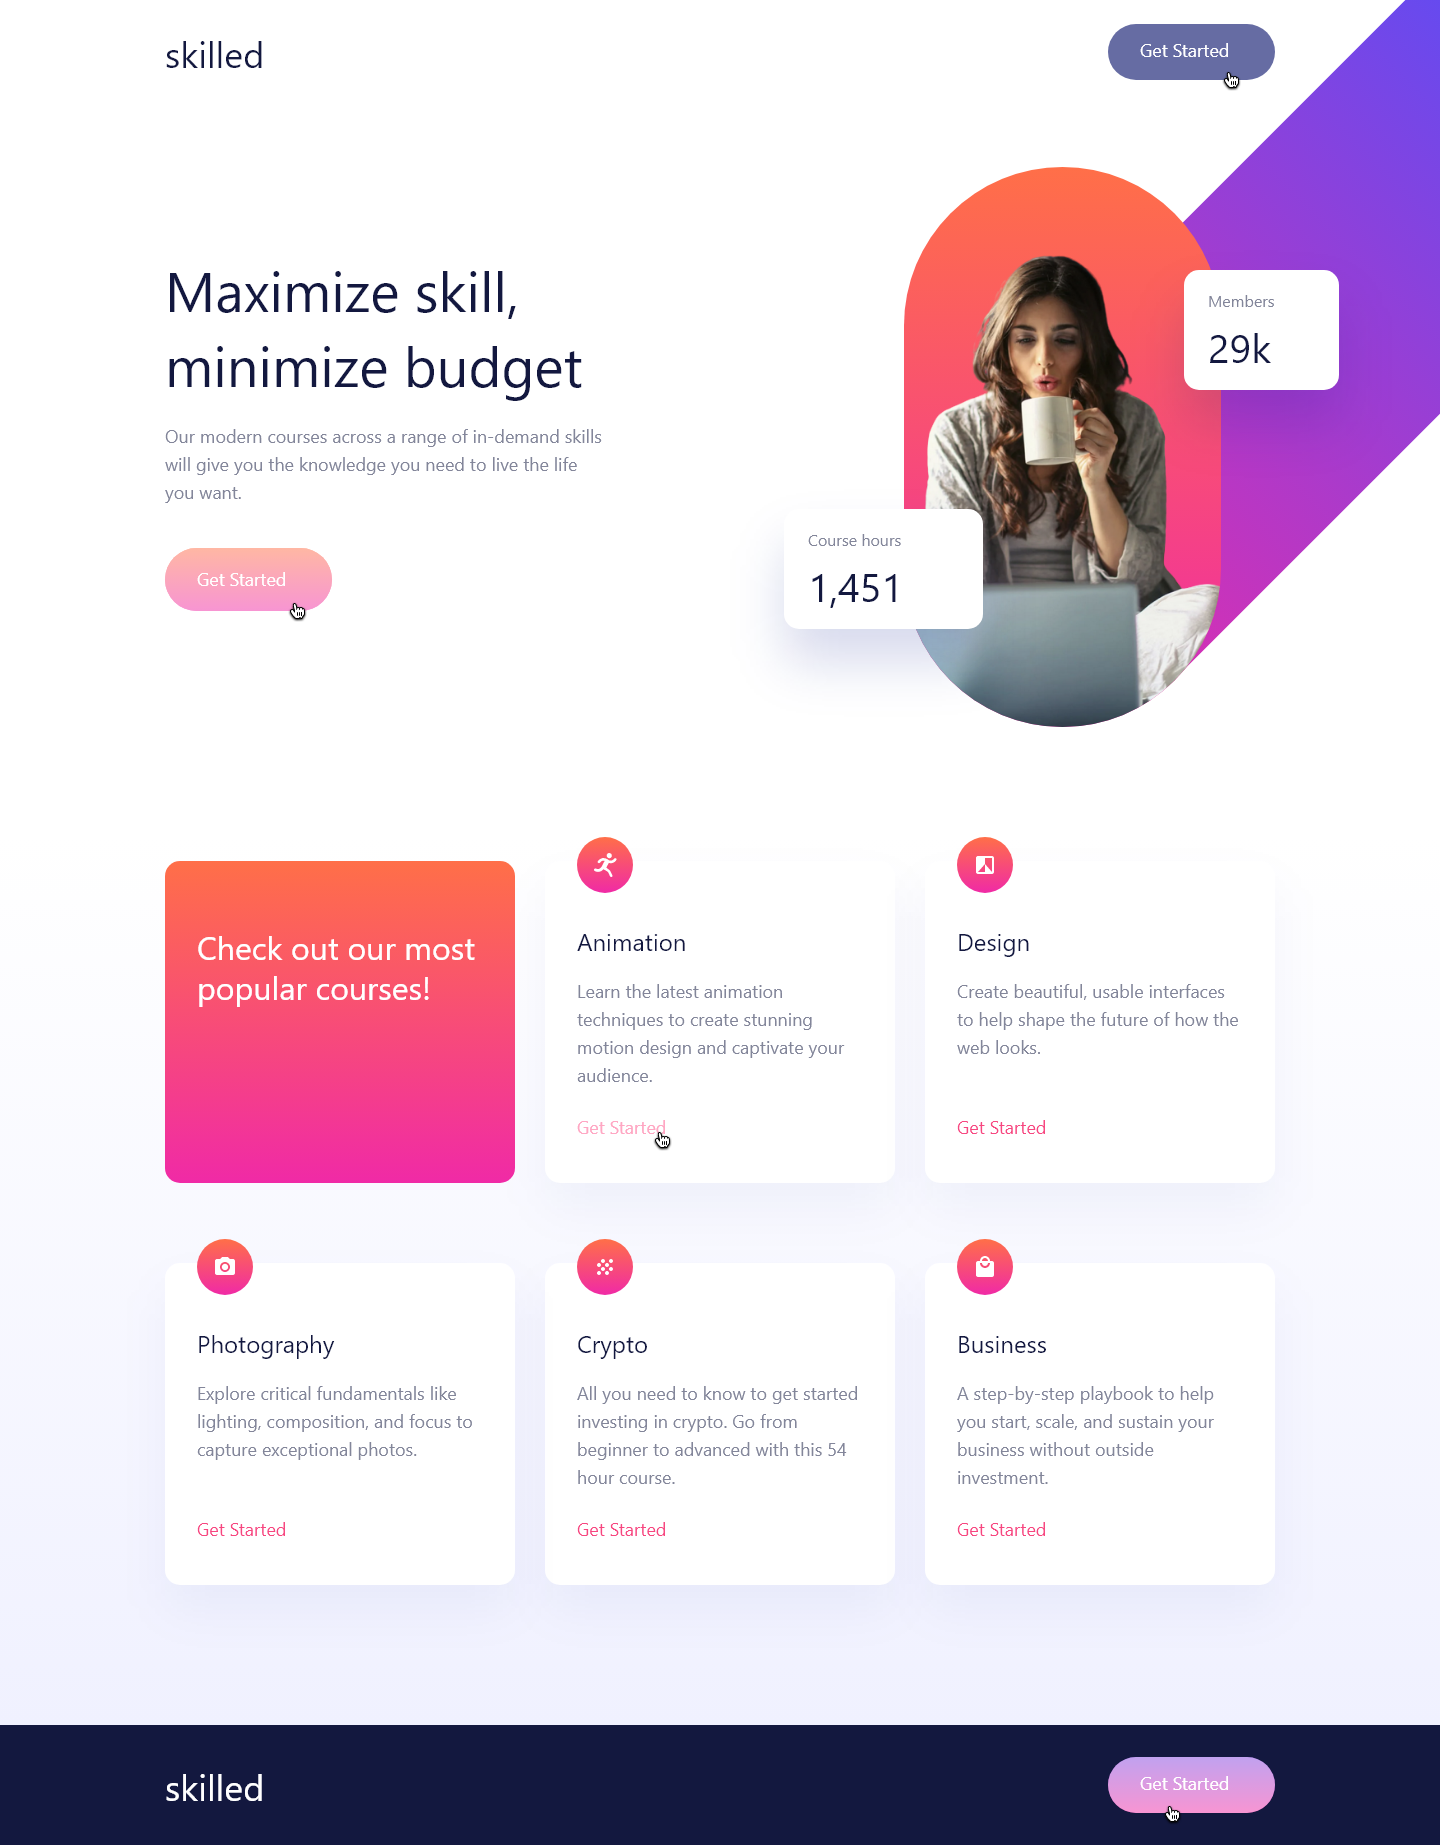 skilled
Get Started
Maximize skill,
minimize budget
Our modern courses across a range of in-demand skills
will give you the knowledge you need to live the life
you want.
Get Started
Members
29k
Course hours
1,451
Check out our most
popular courses!
Animation
Learn the latest animation
techniques to create stunning
motion design and captivate your
audience.
Get Started
Design
Create beautiful, usable interfaces
to help shape the future of how the
web looks.
Get Started
Photography
Explore critical fundamentals like
lighting, composition, and focus to
capture exceptional photos.
Get Started
Crypto
All you need to know to get started
investing in crypto. Go from
beginner to advanced with this 54
hour course.
Get Started
Business
A step-by-step playbook to help
you start, scale, and sustain your
business without outside
investment.
Get Started
skilled
Get Started